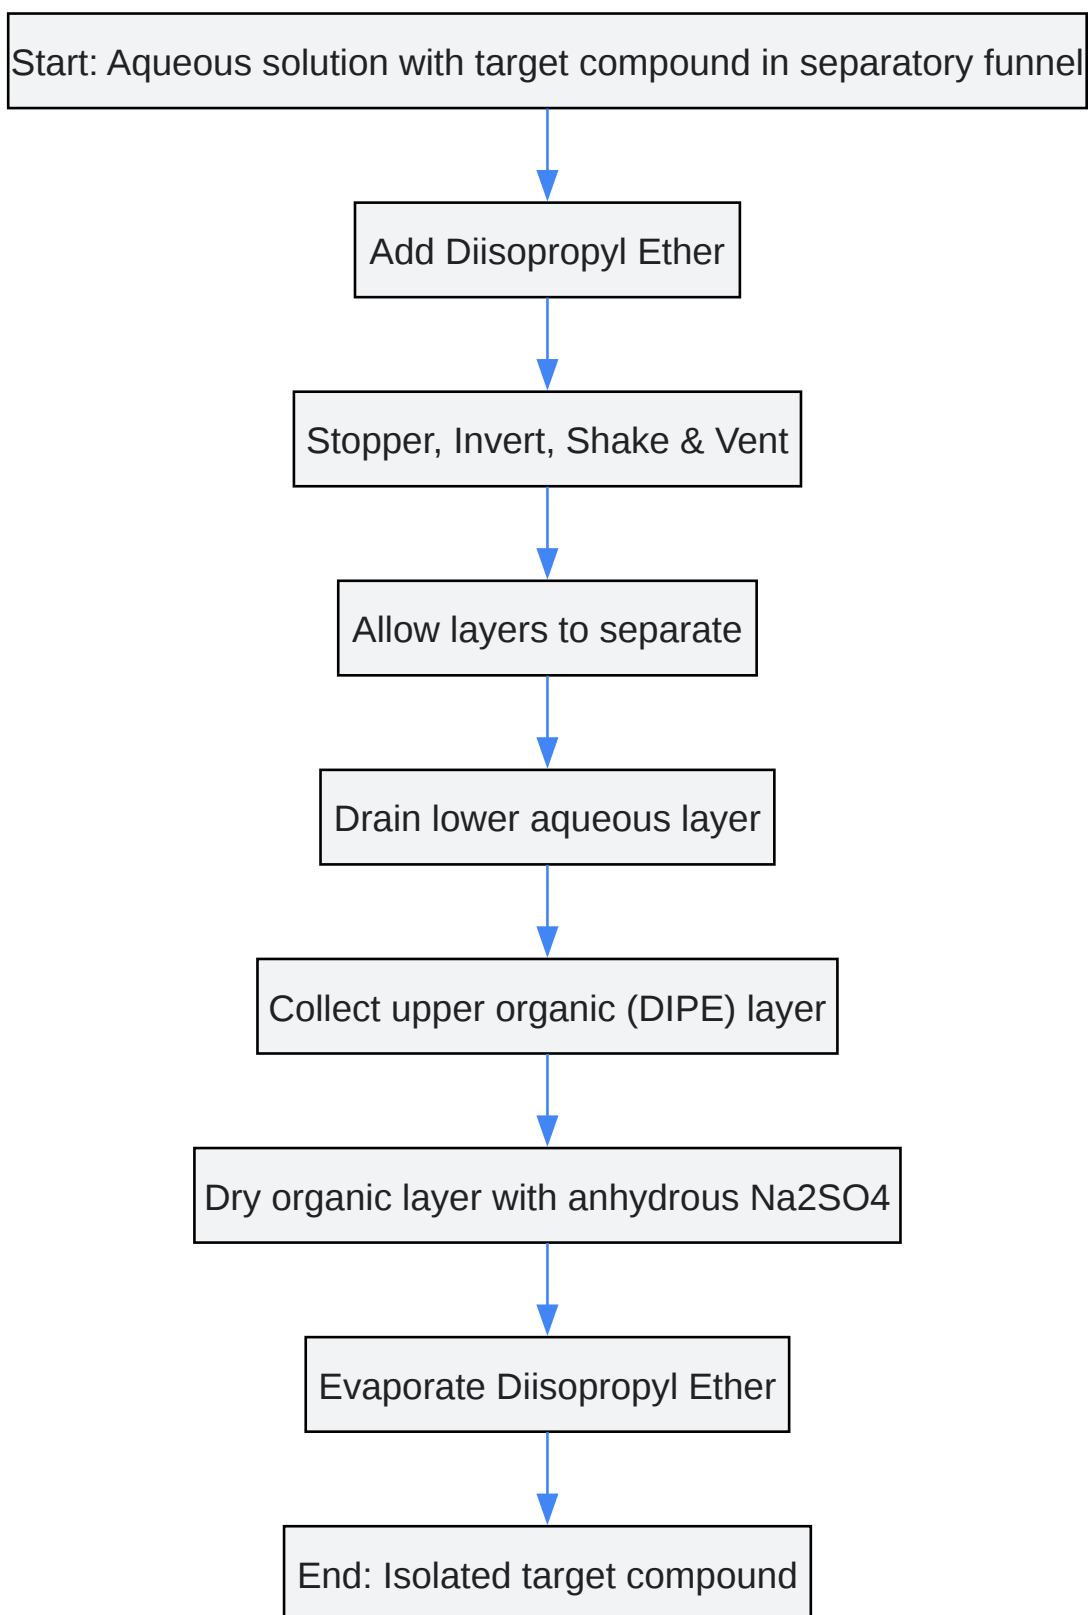 Start: Aqueous solution with target compound in separatory funnel
Add Diisopropyl Ether
Stopper, Invert, Shake & Vent
Allow layers to separate
Drain lower aqueous layer
Collect upper organic (DIPE) layer
Dry organic layer with anhydrous Na2SO4
Evaporate Diisopropyl Ether
End: Isolated target compound